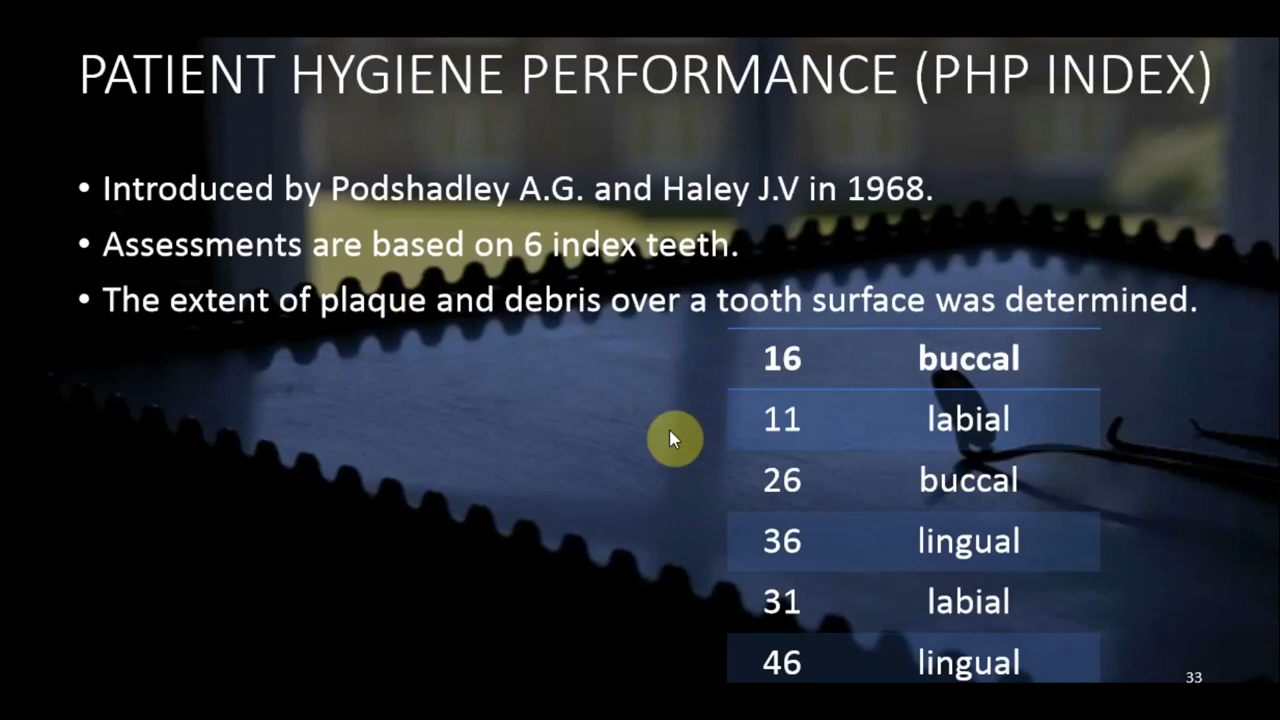 PATIENT HYGIENE PERFORMANCE (PHP INDEX)
• Introduced by Podshadley A.G. and Haley J.V in 1968.
• Assessments are based on 6 index teeth.
• The extent of plaque and debris over a tooth surface was determined.
16 buccal
11 labial
26 buccal
36 lingual
31 labial
46 lingual
33